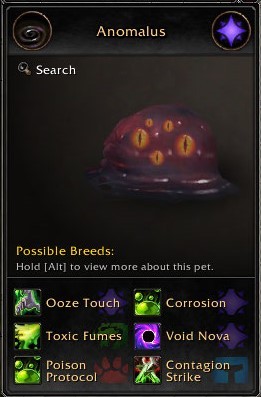 Anomalus
Search
Possible Breeds:
Hold [Alt] to view more about this pet.
Ooze Touch
Corrosion
Toxic Fumes
Void Nova
Poison
Protocol
Contagion
Strike